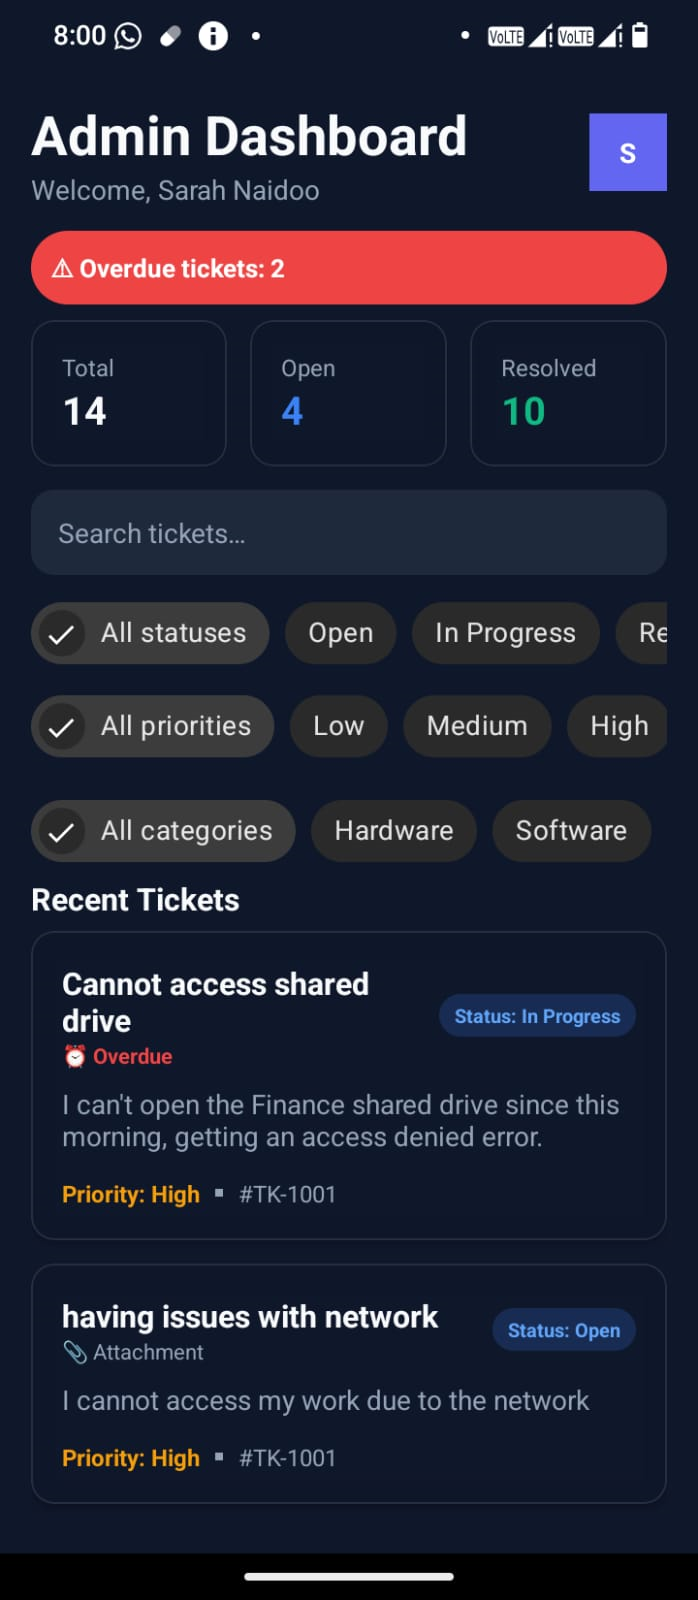 8:00
VoLTE VoLTE
Admin Dashboard
S
Welcome, Sarah Naidoo
⚠ Overdue tickets: 2
Total
Open
Resolved
14
4
10
Search tickets...
All statuses
Open
In Progress
Re
All priorities
Low
Medium
High
All categories
Hardware
Software
Recent Tickets
Cannot access shared
drive
Status: In Progress
⏰ Overdue
I can't open the Finance shared drive since this
morning, getting an access denied error.
Priority: High ▪ #TK-1001
having issues with network
Status: Open
📎 Attachment
I cannot access my work due to the network
Priority: High ▪ #TK-1001